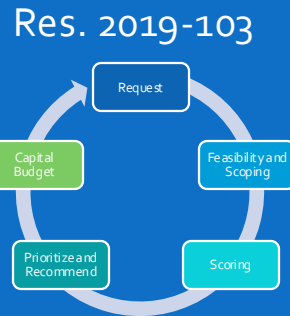 Res. 2019-103
Request
Feasibility and
Scoping
Scoring
Prioritize and
Recommend
Capital
Budget